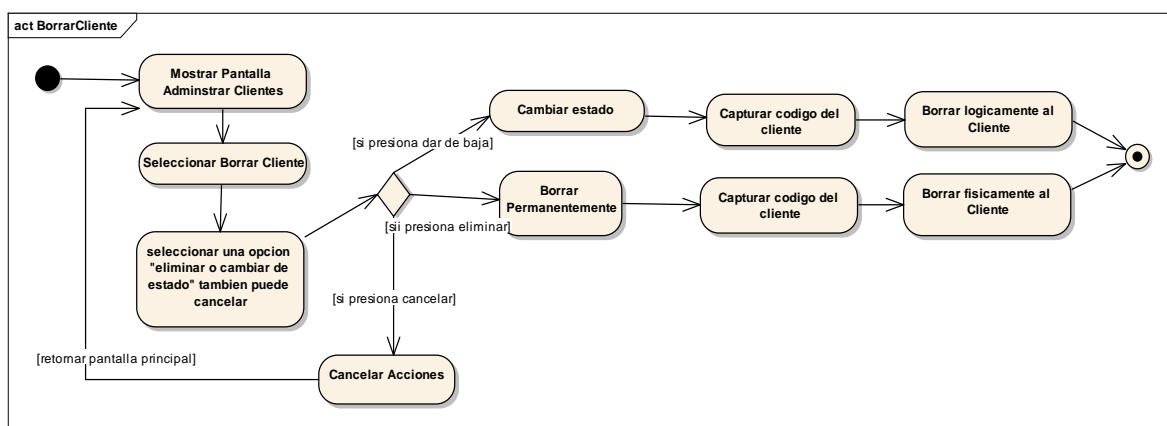 act BorrarCliente
Mostrar Pantalla
Adminstrar Clientes
Seleccionar Borrar Cliente
seleccionar una opcion
"eliminar o cambiar de
estado" tambien puede
cancelar
[si presiona dar de baja]
Cambiar estado
Capturar codigo del
cliente
Borrar logicamente al
Cliente
[sii presiona eliminar]
Borrar
Permanentemente
Capturar codigo del
cliente
Borrar fisicamente al
Cliente
[si presiona cancelar]
Cancelar Acciones
[retornar pantalla principal]